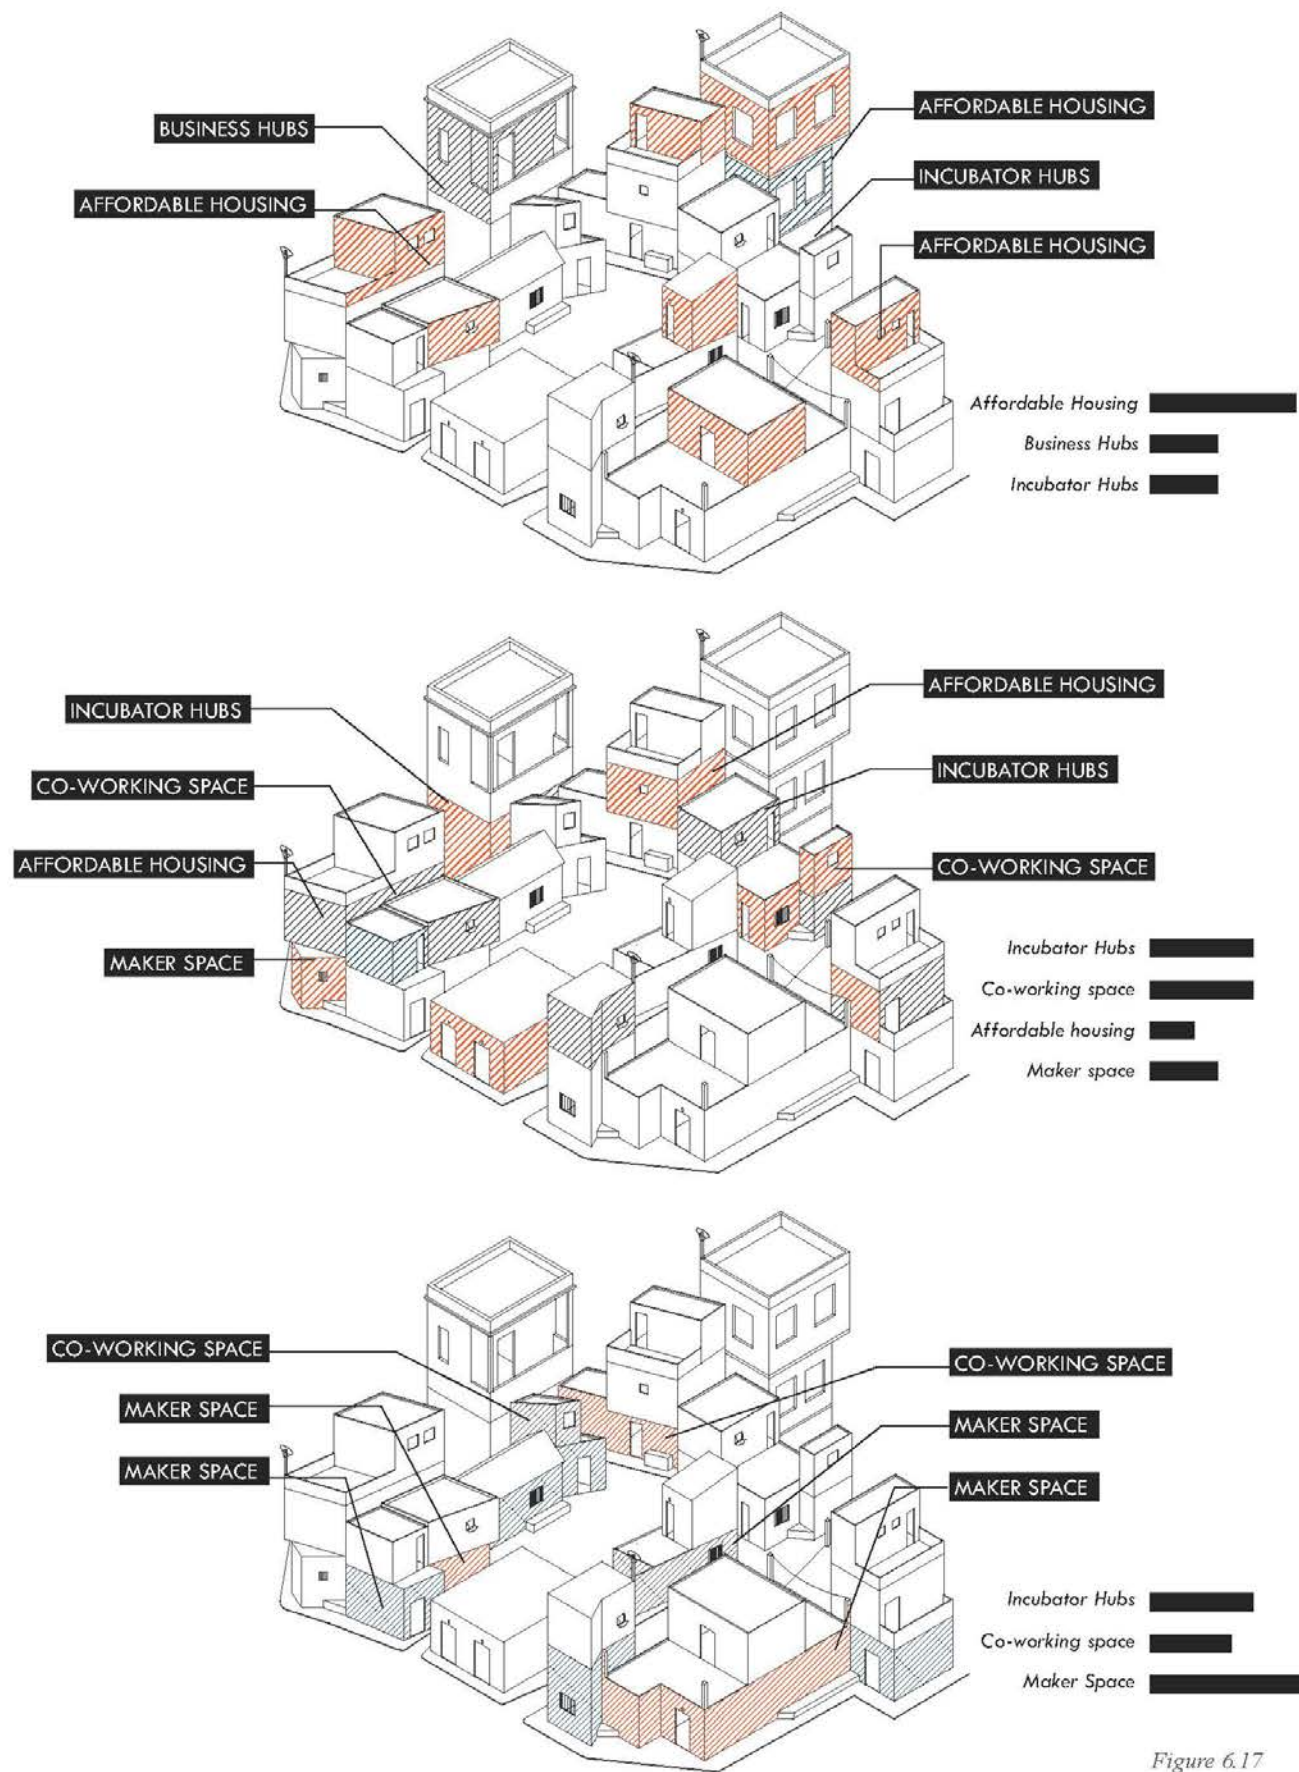 BUSINESS HUBS
AFFORDABLE HOUSING
AFFORDABLE HOUSING
INCUBATOR HUBS
AFFORDABLE HOUSING
Affordable Housing
Business Hubs
Incubator Hubs
INCUBATOR HUBS
CO-WORKING SPACE
AFFORDABLE HOUSING
MAKER SPACE
AFFORDABLE HOUSING
INCUBATOR HUBS
CO-WORKING SPACE
Incubator Hubs
Co-working space
Affordable housing
Maker space
CO-WORKING SPACE
MAKER SPACE
MAKER SPACE
CO-WORKING SPACE
MAKER SPACE
MAKER SPACE
Incubator Hubs
Co-working space
Maker Space
Figure 6.17